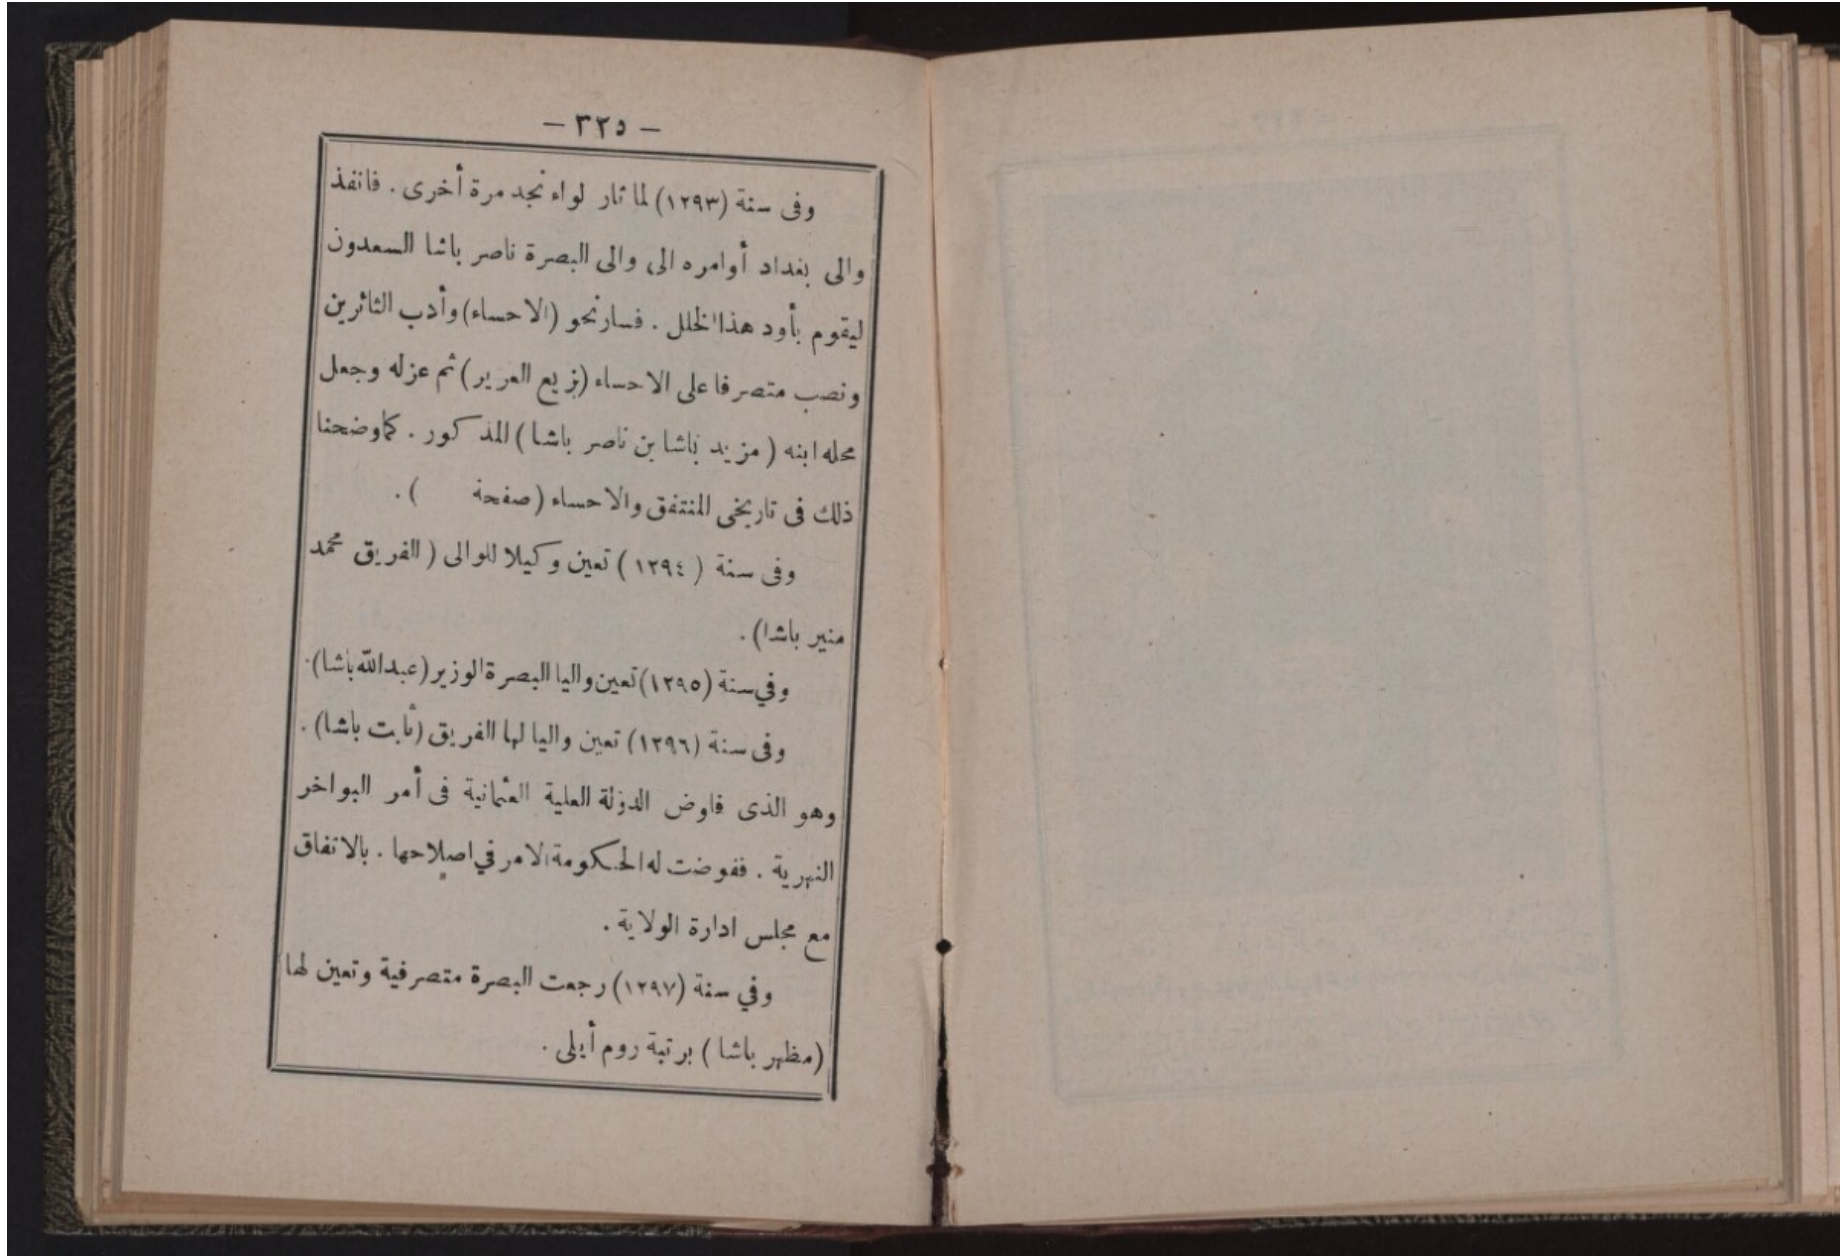 — ٣٢٥ —
وفى سنة (١٢٩٣) لما ثار لواء نجد مرة أخرى . فانفذ
والى بغداد أوامره الى والى البصرة ناصر باشا السعدون
ليقوم بأود هذا الخلل . فسار نحو (الاحساء) وأدب الثائرين
ونصب متصرفا على الاحساء (بزيع العرير) ثم عزله وجعل
محله ابنه ( مزيد باشا بن ناصر باشا ) المذكور . كما وضحنا
ذلك فى تاريخى المنتفق والاحساء ( صفحة ) .
وفى سنة ( ١٢٩٤ ) تعين وكيلا للوالى ( الفريق محمد
منير باشا) .
وفي سنة (١٢٩٥) تعين واليا البصرة الوزير (عبد الله باشا) .
وفى سنة (١٢٩٦) تعين واليا لها الفريق (ثابت باشا) .
وهو الذى فاوض الدولة العلية العثمانية فى أمر البواخر
النهرية . ففوضت له الحكومة الامر في اصلاحها . بالاتفاق
مع مجلس ادارة الولاية .
وفي سنة (١٢٩٧) رجعت البصرة متصرفية وتعين لها
(مظهر باشا ) برتبة روم أيلى .